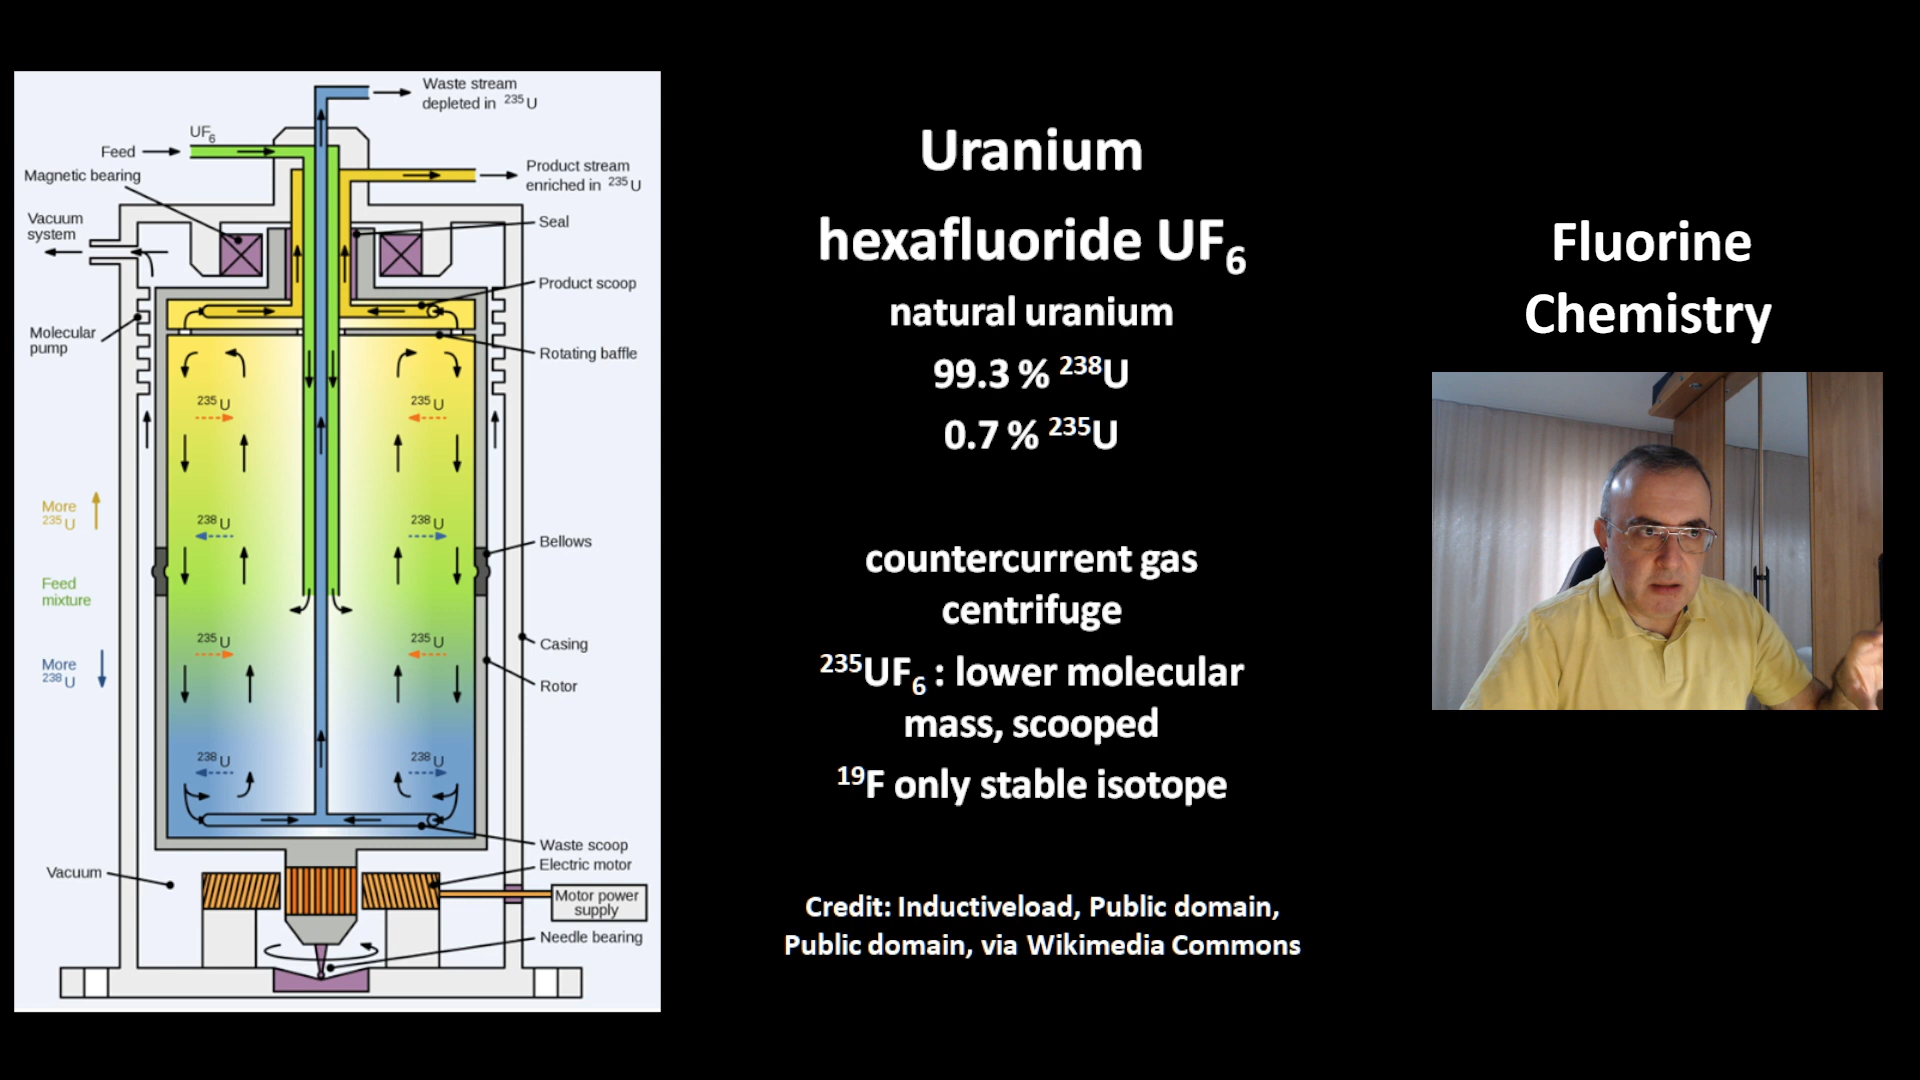 Waste stream
depleted in ²³⁵U
UF₆
Feed
Product stream
enriched in ²³⁵U
Magnetic bearing
Vacuum
system
Seal
Product scoop
Molecular
pump
Rotating baffle
²³⁵U
²³⁵U
More
²³⁵U
²³⁸U
²³⁸U
Bellows
Feed
mixture
²³⁵U
²³⁵U
Casing
More
²³⁸U
Rotor
²³⁸U
²³⁸U
Waste scoop
Electric motor
Vacuum
Motor power
supply
Needle bearing
Uranium
hexafluoride UF₆
natural uranium
99.3 % ²³⁸U
0.7 % ²³⁵U
countercurrent gas
centrifuge
²³⁵UF₆ : lower molecular
mass, scooped
¹⁹F only stable isotope
Credit: Inductiveload, Public domain,
Public domain, via Wikimedia Commons
Fluorine
Chemistry